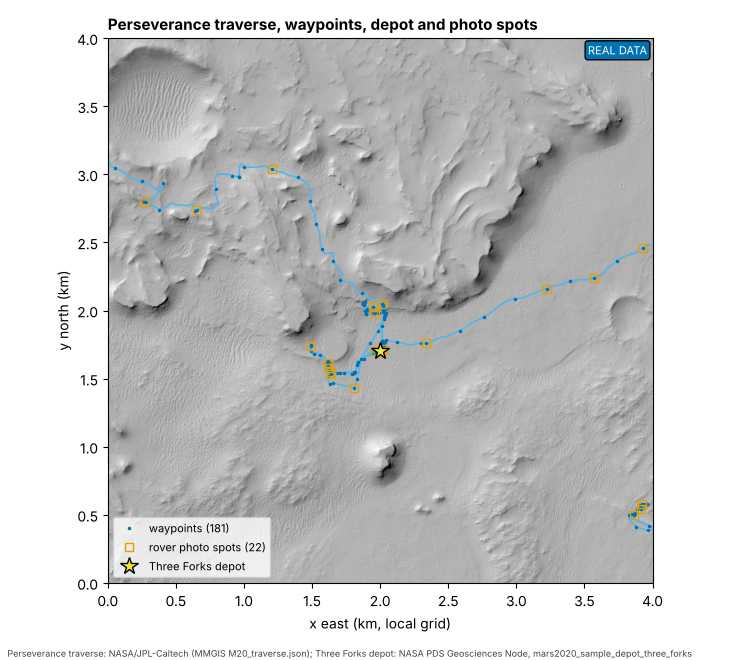 Perseverance traverse, waypoints, depot and photo spots
REAL DATA
4.0
3.5
3.0
2.5
2.0
1.5
1.0
0.5
0.0
y north (km)
waypoints (181)
rover photo spots (22)
Three Forks depot
0.0 0.5 1.0 1.5 2.0 2.5 3.0 3.5 4.0
x east (km, local grid)
Perseverance traverse: NASA/JPL-Caltech (MMGIS M20_traverse.json); Three Forks depot: NASA PDS Geosciences Node, mars2020_sample_depot_three_forks